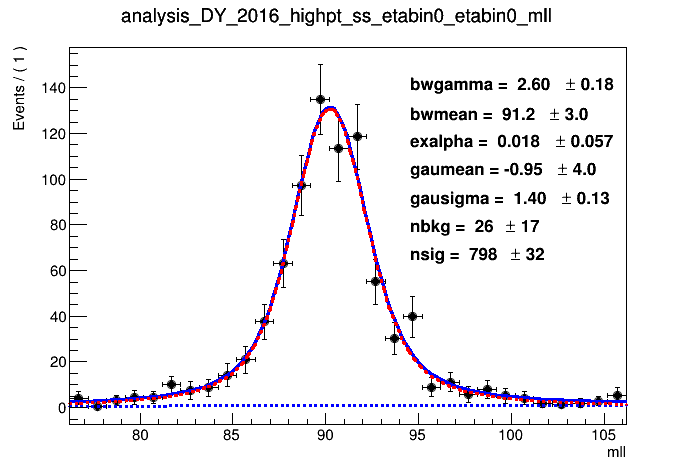 analysis_DY_2016_highpt_ss_etabin0_etabin0_mll
Events / ( 1 )
140
120
100
80
60
40
20
0
bwgamma = 2.60 ± 0.18
bwmean = 91.2 ± 3.0
exalpha = 0.018 ± 0.057
gaumean = -0.95 ± 4.0
gausigma = 1.40 ± 0.13
nbkg = 26 ± 17
nsig = 798 ± 32
80 85 90 95 100 105
mll